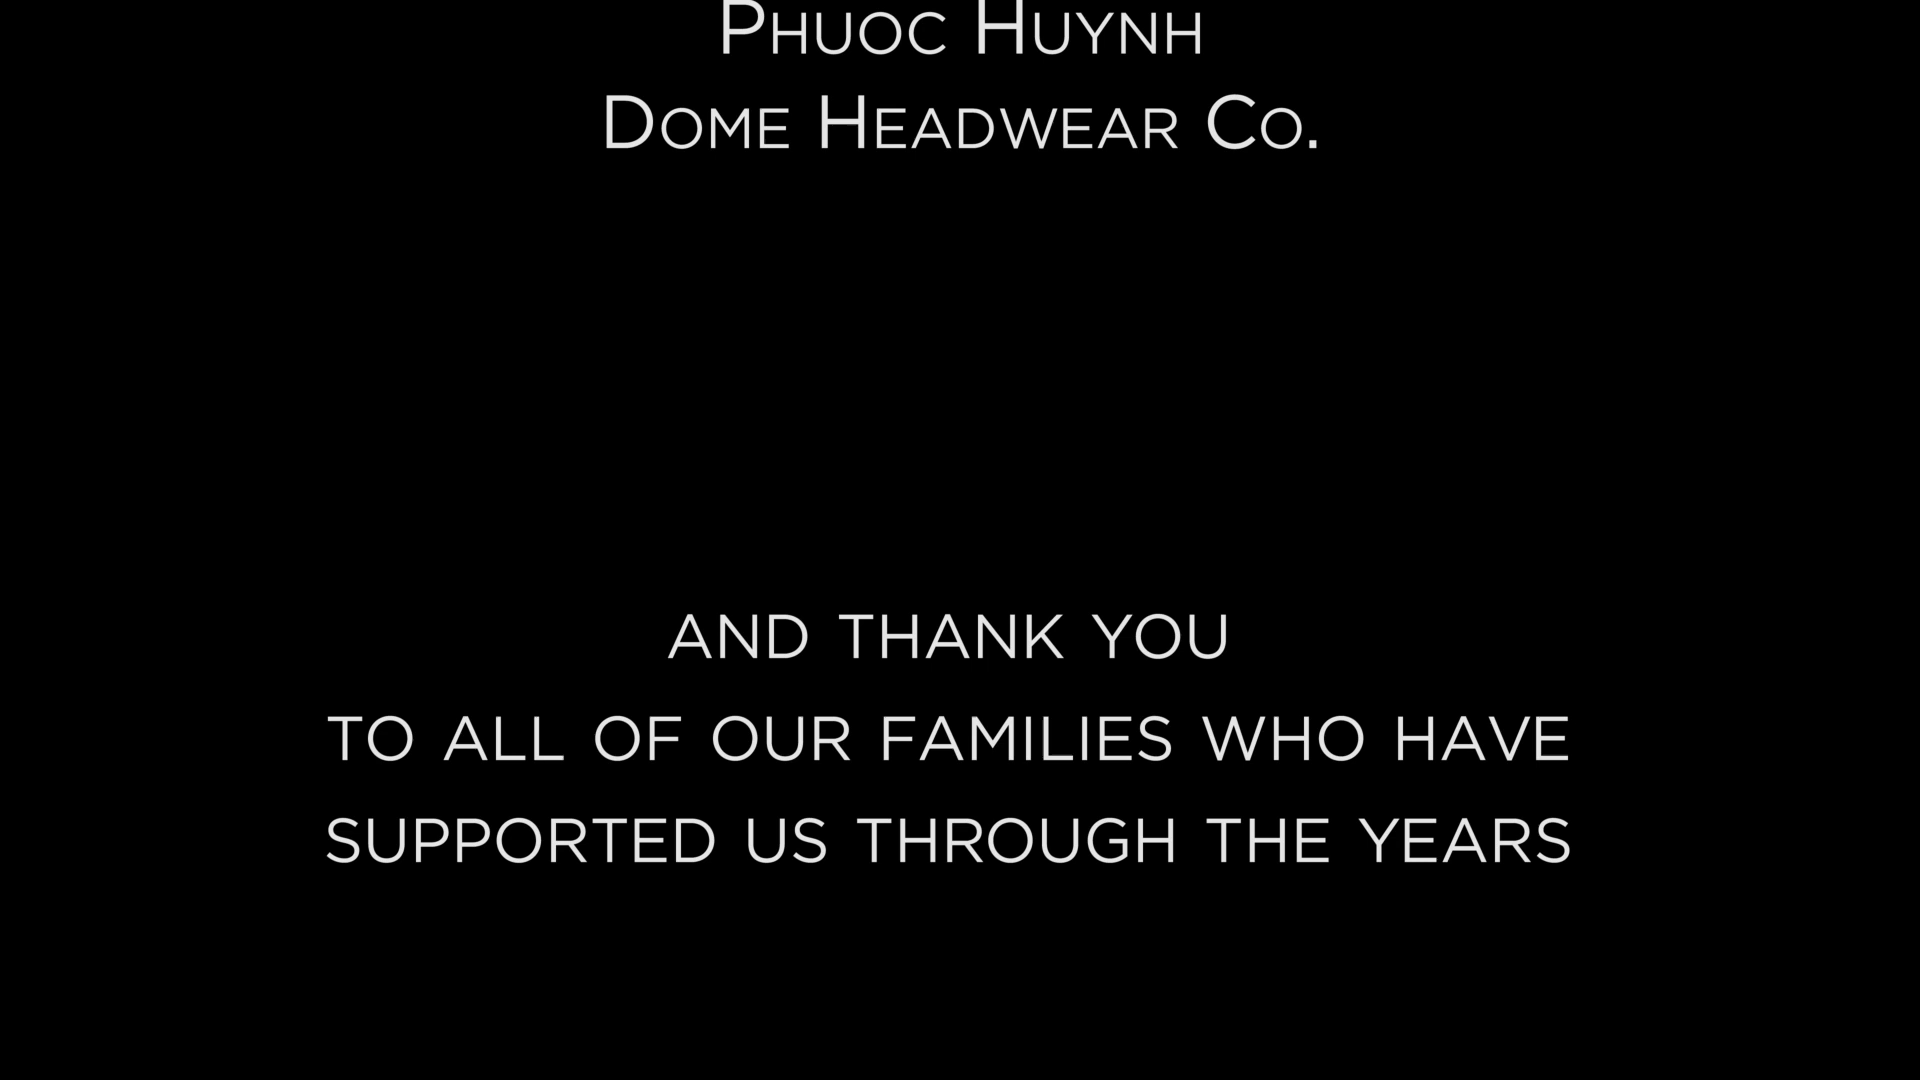 Phuoc Huynh
Dome Headwear Co.
and thank you
to all of our families who have
supported us through the years